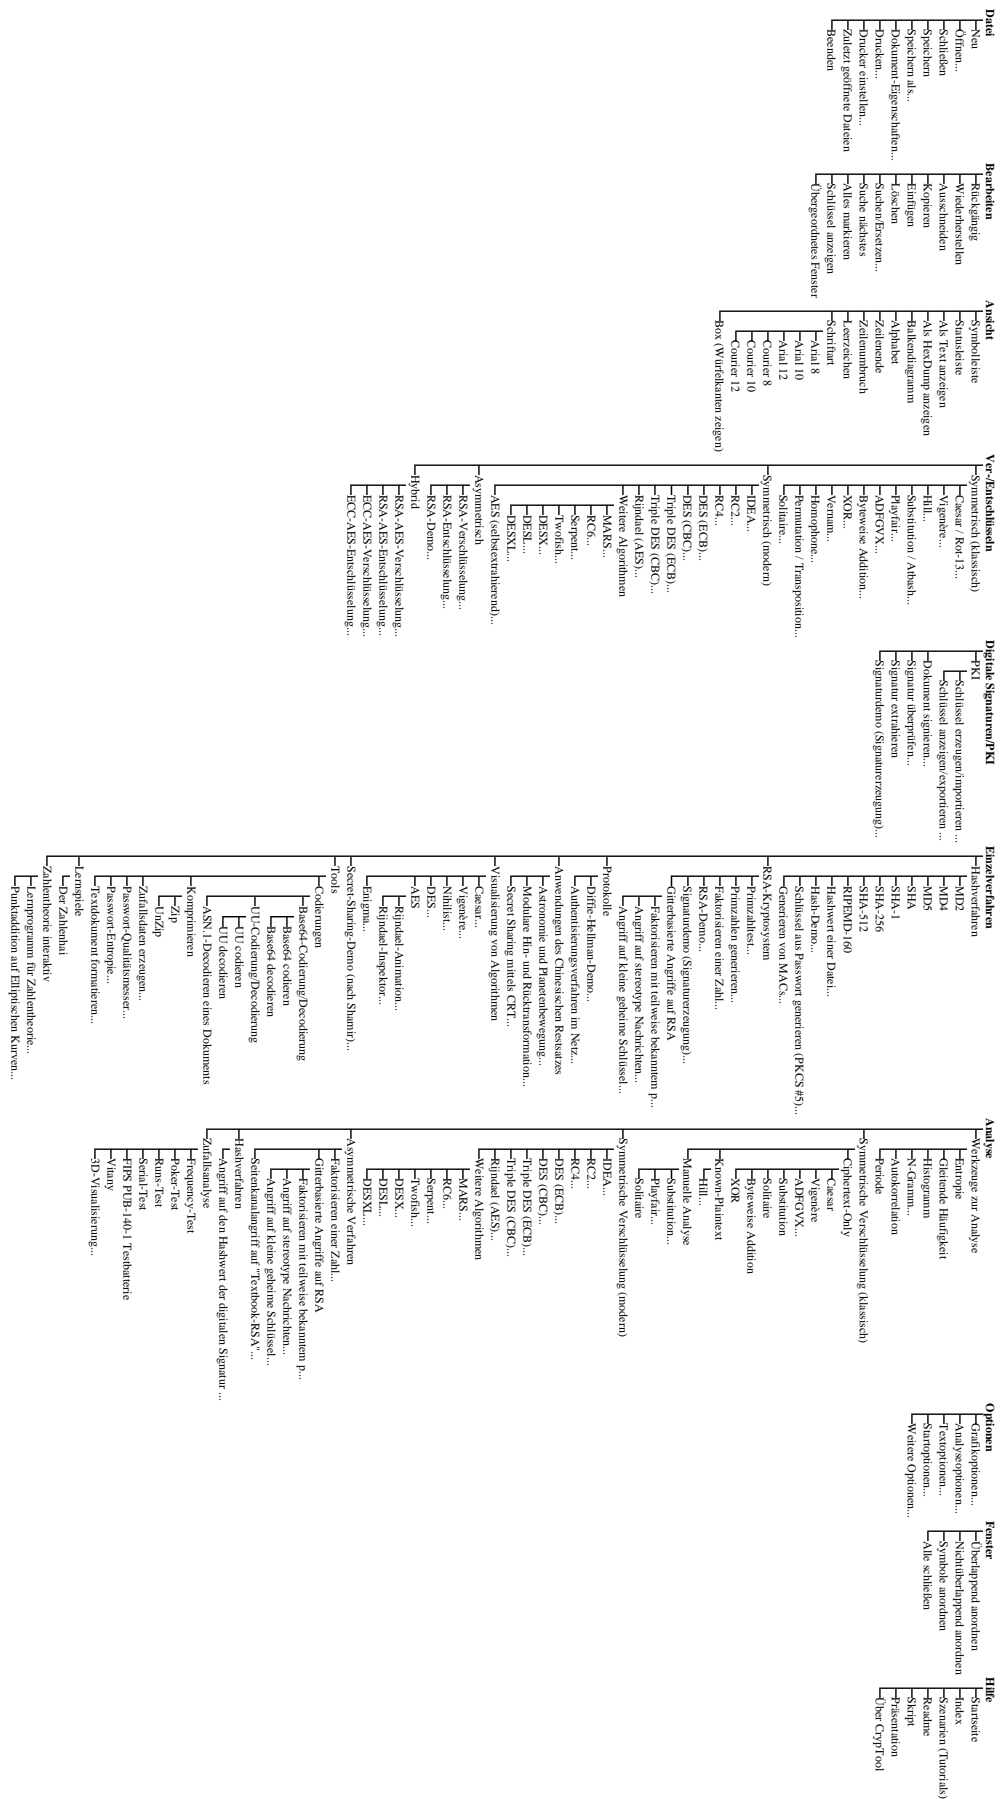 Datei
Neu
Öffnen...
Schließen
Speichern
Speichern als...
Dokument-Eigenschaften...
Drucken...
Drucker einstellen...
Zuletzt geöffnete Dateien
Beenden
Bearbeiten
Rückgängig
Wiederherstellen
Ausschneiden
Kopieren
Einfügen
Löschen
Suchen/Ersetzen...
Suche nächstes
Alles markieren
Schlüssel anzeigen
Übergeordnetes Fenster
Ansicht
Symbolleiste
Statusleiste
Als Text anzeigen
Als HexDump anzeigen
Balkendiagramm
Alphabet
Zeilenende
Zeilenumbruch
Leerzeichen
Schriftart
Arial 8
Arial 10
Arial 12
Courier 8
Courier 10
Courier 12
Box (Würfelkanten zeigen)
Ver-/Entschlüsseln
Symmetrisch (klassisch)
Caesar / Rot-13...
Vigenère...
Hill...
Substitution / Atbash...
Playfair...
ADFGVX...
Byteweise Addition...
XOR...
Vernam...
Homophone...
Permutation / Transposition...
Solitaire...
Symmetrisch (modern)
IDEA...
RC2...
RC4...
DES (ECB)...
DES (CBC)...
Triple DES (ECB)...
Triple DES (CBC)...
Rijndael (AES)...
Weitere Algorithmen
MARS...
RC6...
Serpent...
Twofish...
DESX...
DESL...
DESXL...
AES (selbstextrahierend)...
Asymmetrisch
RSA-Verschlüsselung...
RSA-Entschlüsselung...
RSA-Demo...
Hybrid
RSA-AES-Verschlüsselung...
RSA-AES-Entschlüsselung...
ECC-AES-Verschlüsselung...
ECC-AES-Entschlüsselung...
Digitale Signaturen/PKI
PKI
Schlüssel erzeugen/importieren ...
Schlüssel anzeigen/exportieren ...
Dokument signieren...
Signatur überprüfen...
Signatur extrahieren
Signaturdemo (Signaturerzeugung)...
Einzelverfahren
Hashverfahren
MD2
MD4
MD5
SHA
SHA-1
SHA-256
SHA-512
RIPEMD-160
Hashwert einer Datei...
Hash-Demo...
Schlüssel aus Passwort generieren (PKCS #5)...
Generieren von MACs...
RSA-Kryptosystem
Primzahltest...
Primzahlen generieren...
Faktorisieren einer Zahl...
RSA-Demo...
Signaturdemo (Signaturerzeugung)...
Gitterbasierte Angriffe auf RSA
Faktorisieren mit teilweise bekanntem p...
Angriff auf stereotype Nachrichten...
Angriff auf kleine geheime Schlüssel...
Protokolle
Diffie-Hellman-Demo...
Authentisierungsverfahren im Netz...
Anwendungen des Chinesischen Restsatzes
Astronomie und Planetenbewegung...
Modulare Hin- und Rücktransformation...
Secret Sharing mittels CRT...
Visualisierung von Algorithmen
Caesar...
Vigenère...
Nihilist...
DES...
AES
Rijndael-Animation...
Rijndael-Inspektor...
Enigma...
Secret-Sharing-Demo (nach Shamir)...
Tools
Codierungen
Base64-Codierung/Decodierung
Base64 codieren
Base64 decodieren
UU-Codierung/Decodierung
UU codieren
UU decodieren
ASN.1-Decodieren eines Dokuments
Komprimieren
Zip
UnZip
Zufallsdaten erzeugen...
Passwort-Qualitätsmesser...
Passwort-Entropie...
Textdokument formatieren...
Lernspiele
Der Zahlenhai
Zahlentheorie interaktiv
Lernprogramm für Zahlentheorie...
Punktaddition auf Elliptischen Kurven...
Analyse
Werkzeuge zur Analyse
Entropie
Gleitende Häufigkeit
Histogramm
N-Gramm...
Autokorrelation
Periode
Symmetrische Verschlüsselung (klassisch)
Ciphertext-Only
Caesar
Vigenère
ADFGVX...
Substitution
Solitaire
Byteweise Addition
XOR
Known-Plaintext
Hill...
Manuelle Analyse
Substitution...
Playfair...
Solitaire
Symmetrische Verschlüsselung (modern)
IDEA...
RC2...
RC4...
DES (ECB)...
DES (CBC)...
Triple DES (ECB)...
Triple DES (CBC)...
Rijndael (AES)...
Weitere Algorithmen
MARS...
RC6...
Serpent...
Twofish...
DESX...
DESL...
DESXL...
Asymmetrische Verfahren
Faktorisieren einer Zahl...
Gitterbasierte Angriffe auf RSA
Faktorisieren mit teilweise bekanntem p...
Angriff auf stereotype Nachrichten...
Angriff auf kleine geheime Schlüssel...
Seitenkanalangriff auf "Textbook-RSA"...
Hashverfahren
Angriff auf den Hashwert der digitalen Signatur ...
Zufallsanalyse
Frequency-Test
Poker-Test
Runs-Test
Serial-Test
FIPS PUB-140-1 Testbatterie
Vitany
3D-Visualisierung...
Optionen
Grafikoptionen...
Analyseoptionen...
Textoptionen...
Startoptionen...
Weitere Optionen...
Fenster
Überlappend anordnen
Nichtüberlappend anordnen
Symbole anordnen
Alle schließen
Hilfe
Startseite
Index
Szenarien (Tutorials)
Readme
Skript
Präsentation
Über CrypTool